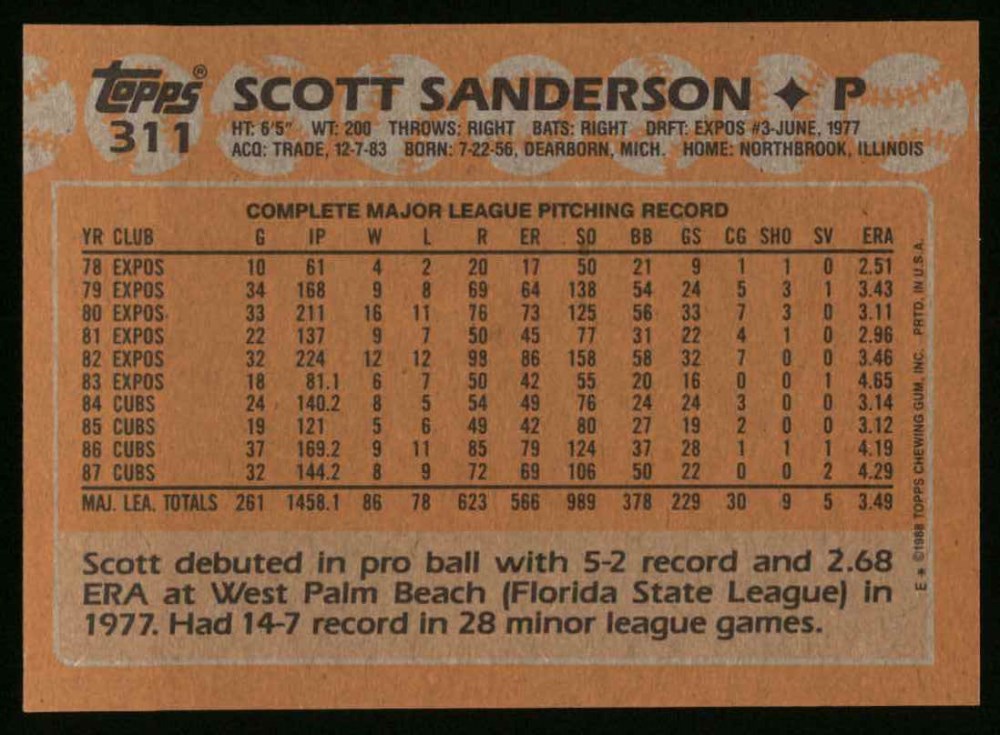 Topps® SCOTT SANDERSON ✦ P
311 HT: 6'5" WT: 200 THROWS: RIGHT BATS: RIGHT DRFT: EXPOS #3-JUNE, 1977
ACQ: TRADE, 12-7-83 BORN: 7-22-56, DEARBORN, MICH. HOME: NORTHBROOK, ILLINOIS
COMPLETE MAJOR LEAGUE PITCHING RECORD
YR CLUB G IP W L R ER SO BB GS CG SHO SV ERA
78 EXPOS 10 61 4 2 20 17 50 21 9 1 1 0 2.51
79 EXPOS 34 168 9 8 69 64 138 54 24 5 3 1 3.43
80 EXPOS 33 211 16 11 76 73 125 56 33 7 3 0 3.11
81 EXPOS 22 137 9 7 50 45 77 31 22 4 1 0 2.96
82 EXPOS 32 224 12 12 98 86 158 58 32 7 0 0 3.46
83 EXPOS 18 81.1 6 7 50 42 55 20 16 0 0 1 4.65
84 CUBS 24 140.2 8 5 54 49 76 24 24 3 0 0 3.14
85 CUBS 19 121 5 6 49 42 80 27 19 2 0 0 3.12
86 CUBS 37 169.2 9 11 85 79 124 37 28 1 1 1 4.19
87 CUBS 32 144.2 8 9 72 69 106 50 22 0 0 2 4.29
MAJ. LEA. TOTALS 261 1458.1 86 78 623 566 989 378 229 30 9 5 3.49
Scott debuted in pro ball with 5-2 record and 2.68
ERA at West Palm Beach (Florida State League) in
1977. Had 14-7 record in 28 minor league games.
E * ©1988 TOPPS CHEWING GUM, INC. PRTD. IN U.S.A.